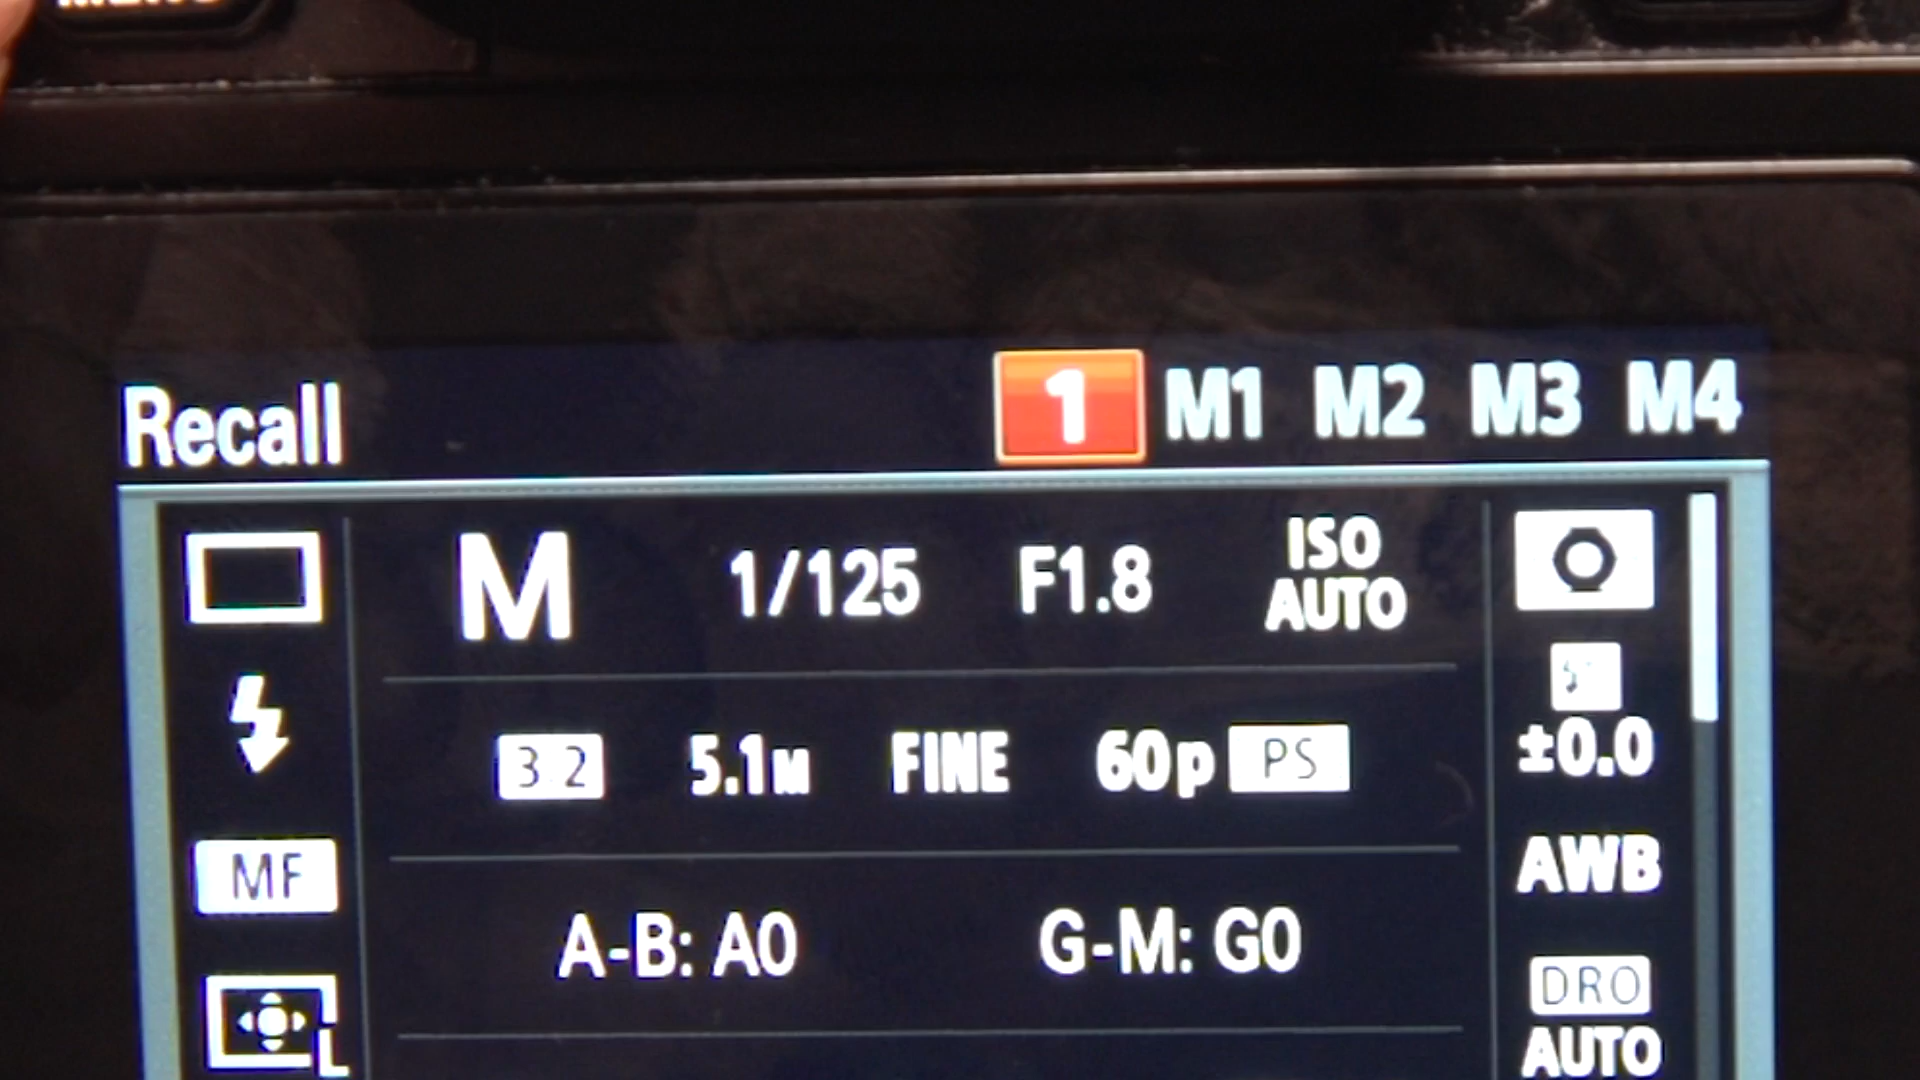 Recall 1 M1 M2 M3 M4
M 1/125 F1.8 ISO AUTO
3:2 5.1M FINE 60p PS
±0.0
MF
AWB
A-B: A0 G-M: G0
L
DRO
AUTO